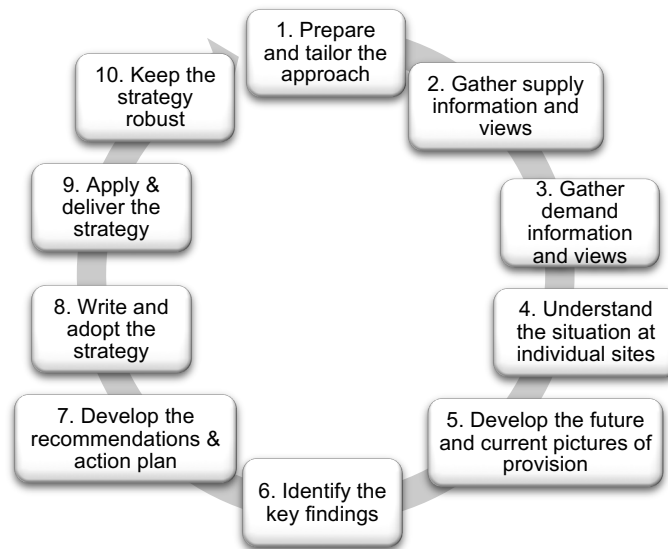 1. Prepare
and tailor the
approach
2. Gather supply
information and
views
3. Gather
demand
information
and views
4. Understand
the situation at
individual sites
5. Develop the future
and current pictures of
provision
6. Identify the
key findings
7. Develop the
recommendations &
action plan
8. Write and
adopt the
strategy
9. Apply &
deliver the
strategy
10. Keep the
strategy
robust